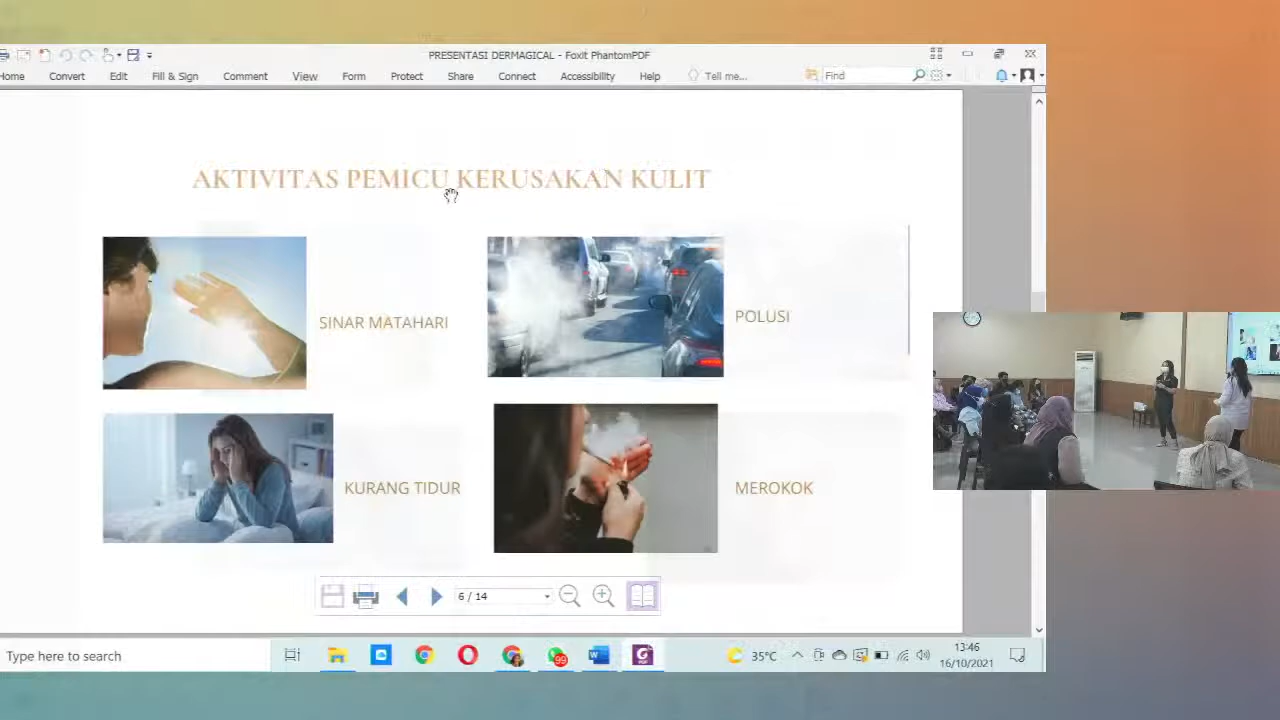 PRESENTASI DERMAGICAL - Foxit PhantomPDF
Home Convert Edit Fill & Sign Comment View Form Protect Share Connect Accessibility Help Tell me... Find
AKTIVITAS PEMICU KERUSAKAN KULIT
SINAR MATAHARI
POLUSI
KURANG TIDUR
MEROKOK
6 / 14
Type here to search
99
35°C
13:46
16/10/2021